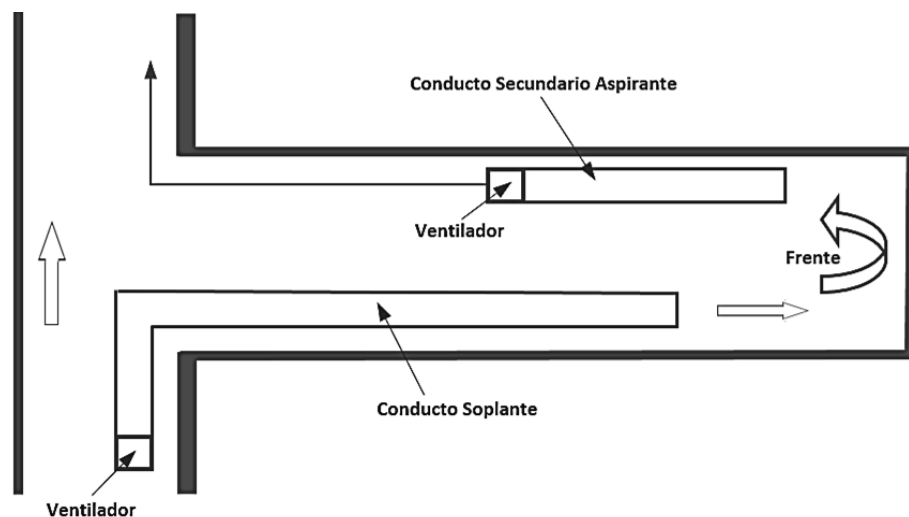 Conducto Secundario Aspirante
Ventilador
Frente
Conducto Soplante
Ventilador